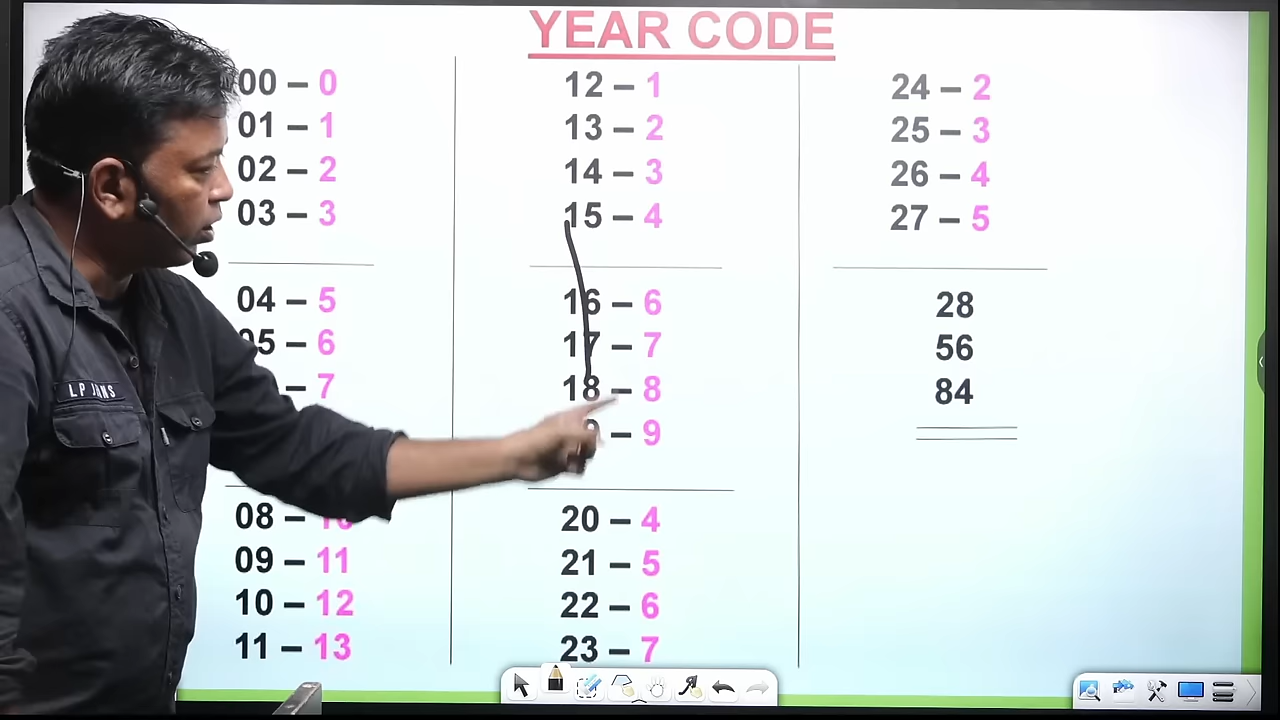 YEAR CODE
00 – 0
01 – 1
02 – 2
03 – 3
04 – 5
05 – 6
– 7
08 – 10
09 – 11
10 – 12
11 – 13
12 – 1
13 – 2
14 – 3
15 – 4
16 – 6
17 – 7
18 – 8
– 9
20 – 4
21 – 5
22 – 6
23 – 7
24 – 2
25 – 3
26 – 4
27 – 5
28
56
84